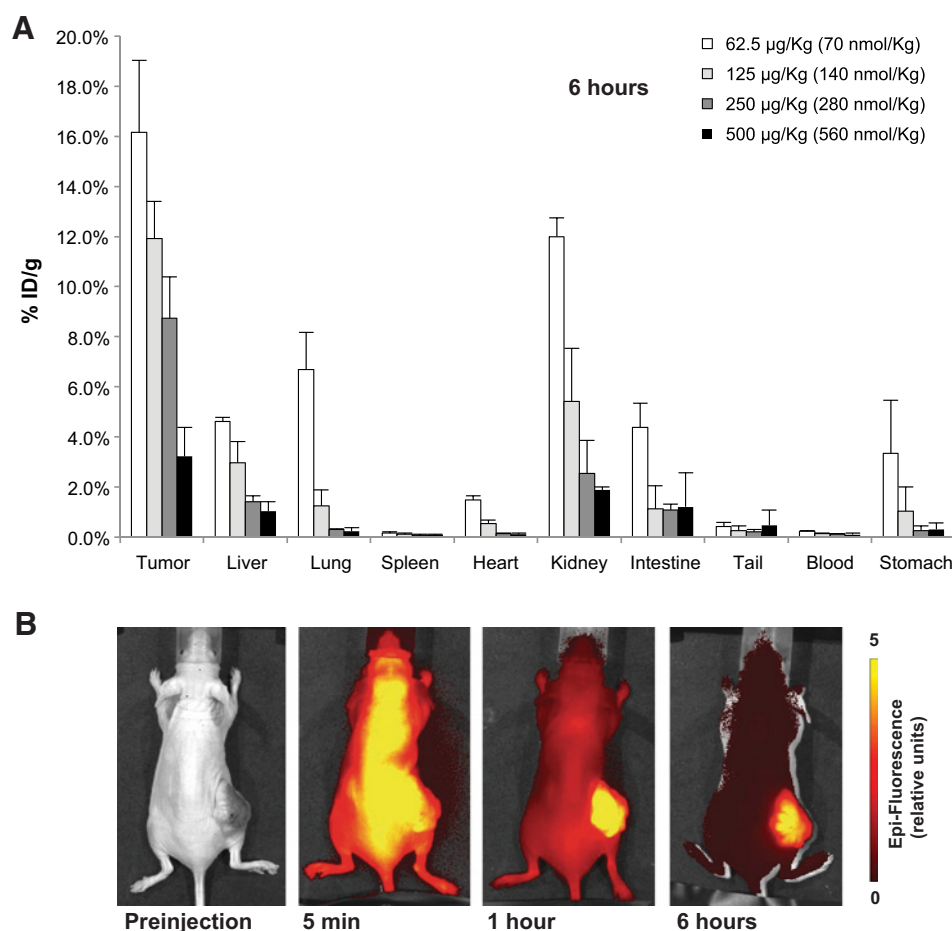 A
20.0%
18.0%
16.0%
14.0%
12.0%
10.0%
8.0%
6.0%
4.0%
2.0%
0.0%
% ID/g
6 hours
62.5 µg/Kg (70 nmol/Kg)
125 µg/Kg (140 nmol/Kg)
250 µg/Kg (280 nmol/Kg)
500 µg/Kg (560 nmol/Kg)
Tumor Liver Lung Spleen Heart Kidney Intestine Tail Blood Stomach
B
Preinjection 5 min 1 hour 6 hours
5
0
Epi-Fluorescence
(relative units)